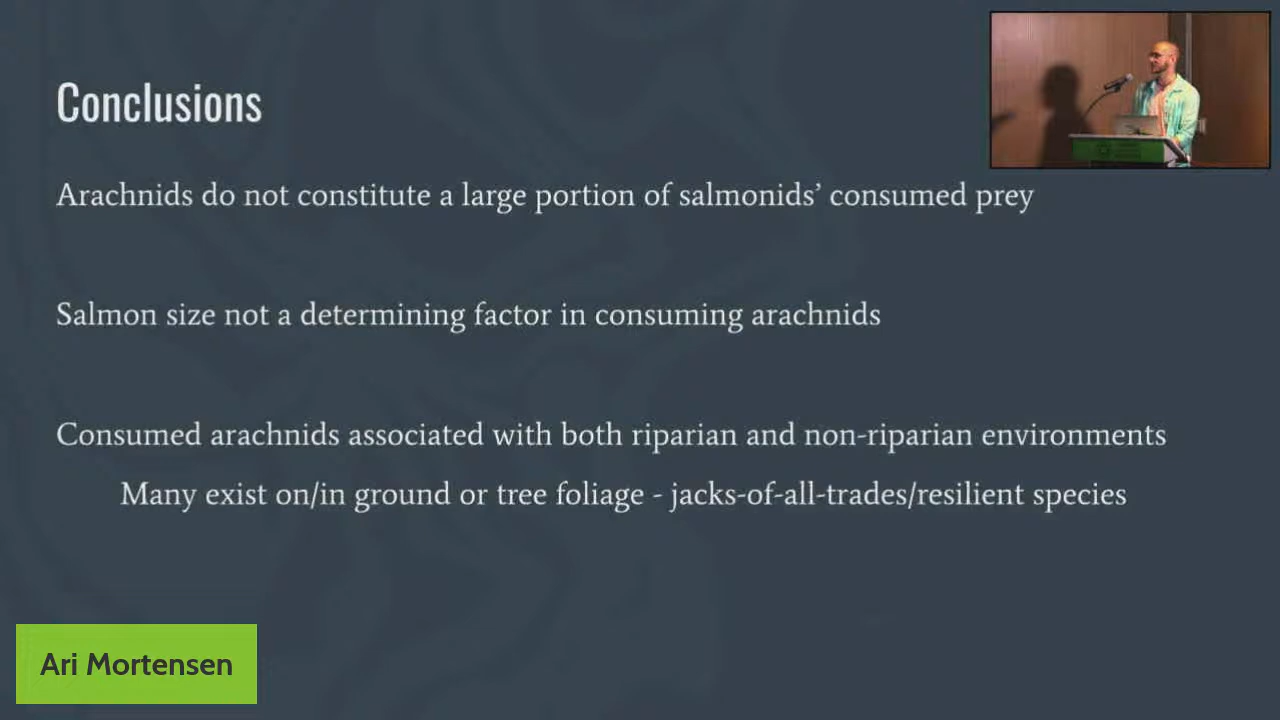 Conclusions
Arachnids do not constitute a large portion of salmonids’ consumed prey
Salmon size not a determining factor in consuming arachnids
Consumed arachnids associated with both riparian and non-riparian environments
Many exist on/in ground or tree foliage - jacks-of-all-trades/resilient species
Ari Mortensen